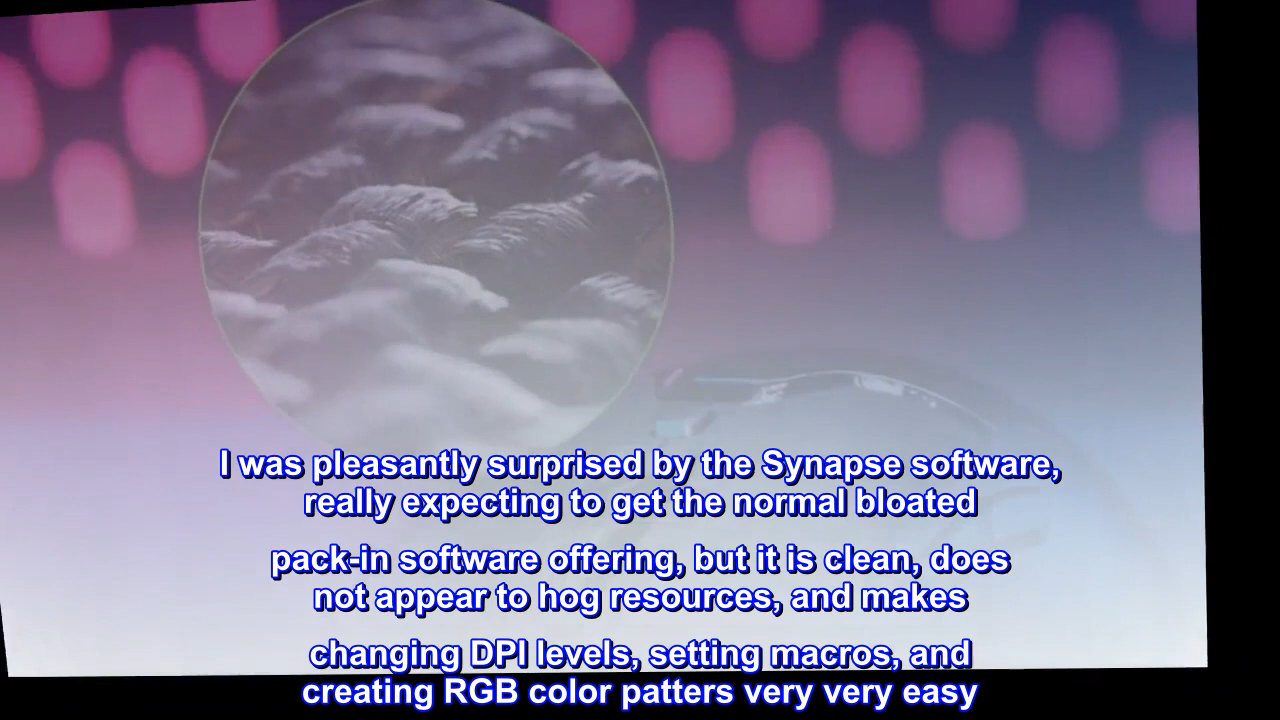 I was pleasantly surprised by the Synapse software,
really expecting to get the normal bloated
pack-in software offering, but it is clean, does
not appear to hog resources, and makes
changing DPI levels, setting macros, and
creating RGB color patters very very easy